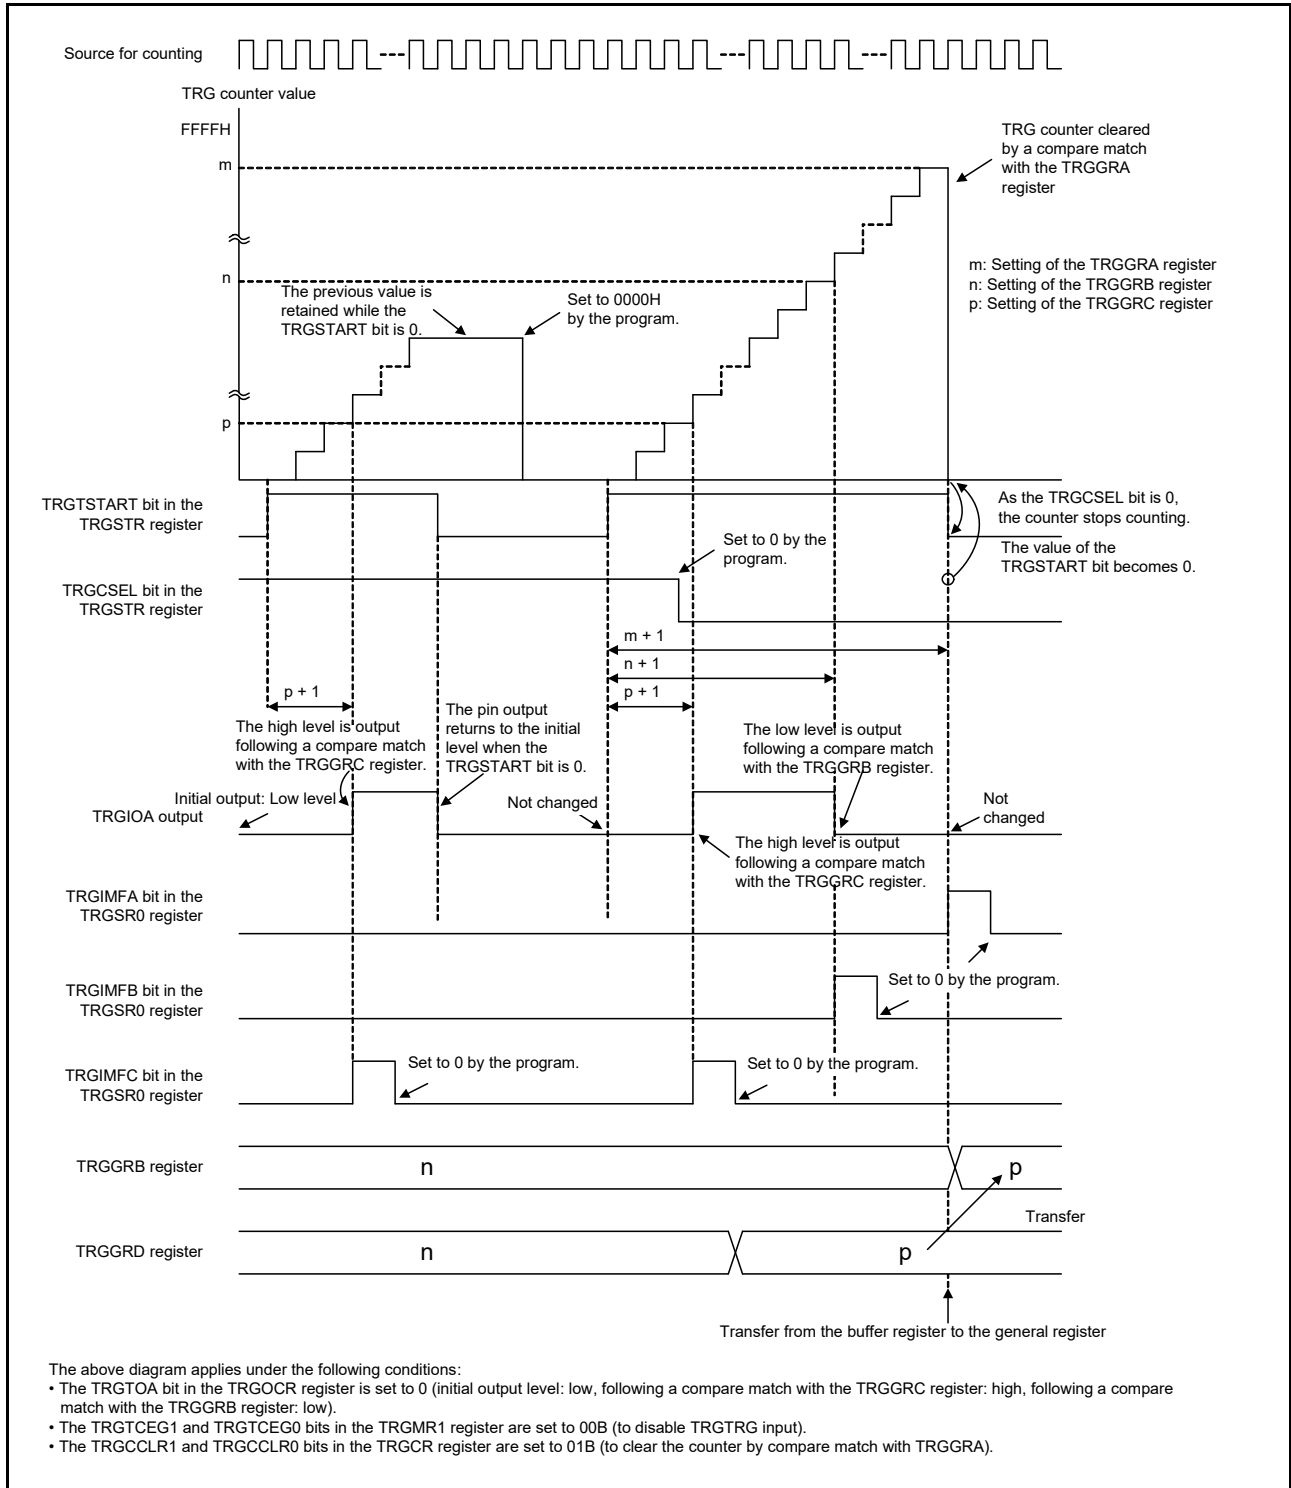 Source for counting
TRG counter value
FFFFH
m
TRG counter cleared
by a compare match
with the TRGGRA
register
n
m: Setting of the TRGGRA register
n: Setting of the TRGGRB register
p: Setting of the TRGGRC register
The previous value is
retained while the
TRGSTART bit is 0.
Set to 0000H
by the program.
p
TRGTSTART bit in the
TRGSTR register
As the TRGCSEL bit is 0,
the counter stops counting.
The value of the
TRGSTART bit becomes 0.
Set to 0 by the
program.
TRGCSEL bit in the
TRGSTR register
m + 1
n + 1
p + 1
p + 1
The high level is output
following a compare match
with the TRGGRC register.
The pin output
returns to the initial
level when the
TRGSTART bit is 0.
The low level is output
following a compare match
with the TRGGRB register.
Initial output: Low level
TRGIOA output
Not changed
Not
changed
The high level is output
following a compare match
with the TRGGRC register.
TRGIMFA bit in the
TRGSR0 register
Set to 0 by the program.
TRGIMFB bit in the
TRGSR0 register
TRGIMFC bit in the
TRGSR0 register
Set to 0 by the program.
Set to 0 by the program.
TRGGRB register
n
p
Transfer
TRGGRD register
n
p
Transfer from the buffer register to the general register
The above diagram applies under the following conditions:
• The TRGTOA bit in the TRGOCR register is set to 0 (initial output level: low, following a compare match with the TRGGRC register: high, following a compare
match with the TRGGRB register: low).
• The TRGTCEG1 and TRGTCEG0 bits in the TRGMR1 register are set to 00B (to disable TRGTRG input).
• The TRGCCLR1 and TRGCCLR0 bits in the TRGCR register are set to 01B (to clear the counter by compare match with TRGGRA).